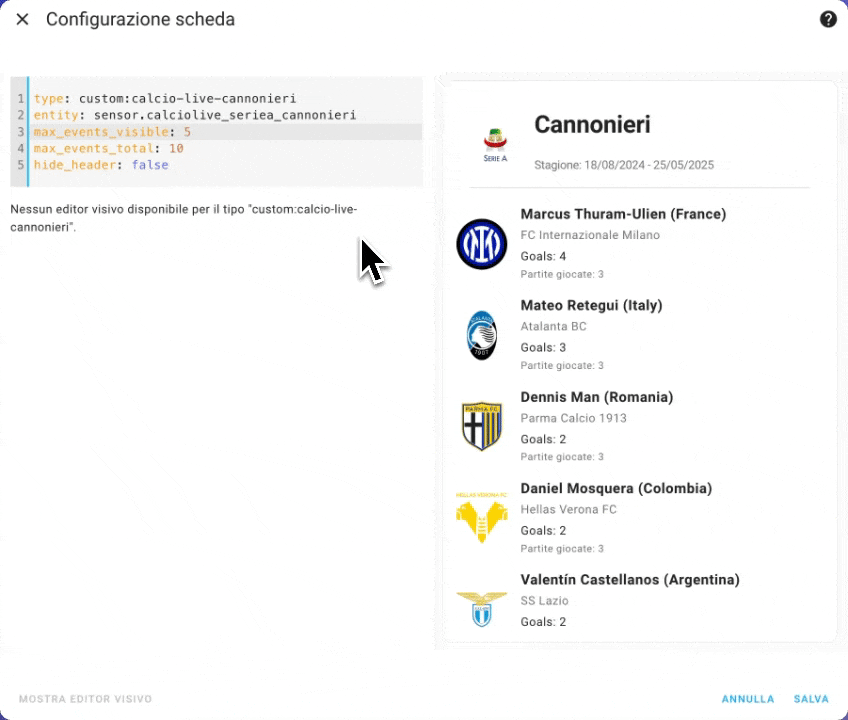 Configurazione scheda
1 type: custom:calcio-live-cannonieri
2 entity: sensor.calciolive_seriea_cannonieri
3 max_events_visible: 5
4 max_events_total: 10
5 hide_header: false
Nessun editor visivo disponibile per il tipo "custom:calcio-live-
cannonieri".
SERIE A
Cannonieri
Stagione: 18/08/2024 - 25/05/2025
Marcus Thuram-Ulien (France)
FC Internazionale Milano
Goals: 4
Partite giocate: 3
ATALANTA
1907
Mateo Retegui (Italy)
Atalanta BC
Goals: 3
Partite giocate: 3
PARMA FC
Dennis Man (Romania)
Parma Calcio 1913
Goals: 2
Partite giocate: 3
HELLAS VERONA FC
Daniel Mosquera (Colombia)
Hellas Verona FC
Goals: 2
Partite giocate: 3
Valentín Castellanos (Argentina)
SS Lazio
Goals: 2
MOSTRA EDITOR VISIVO
ANNULLA
SALVA